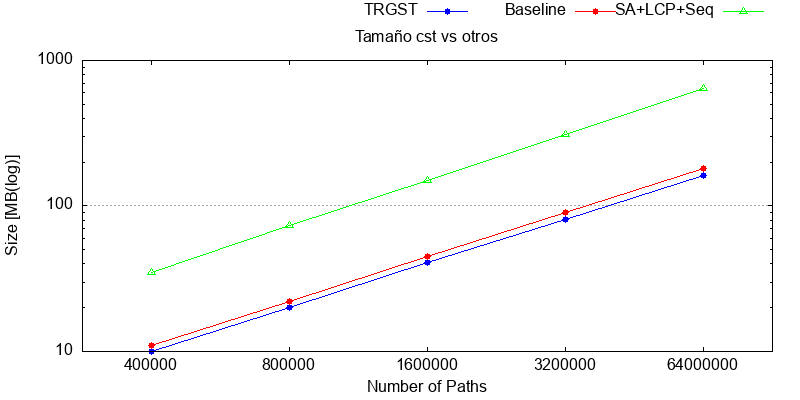 TRGST Baseline SA+LCP+Seq
Tamaño cst vs otros
1000
100
10
Size [MB(log)]
400000 800000 1600000 3200000 64000000
Number of Paths